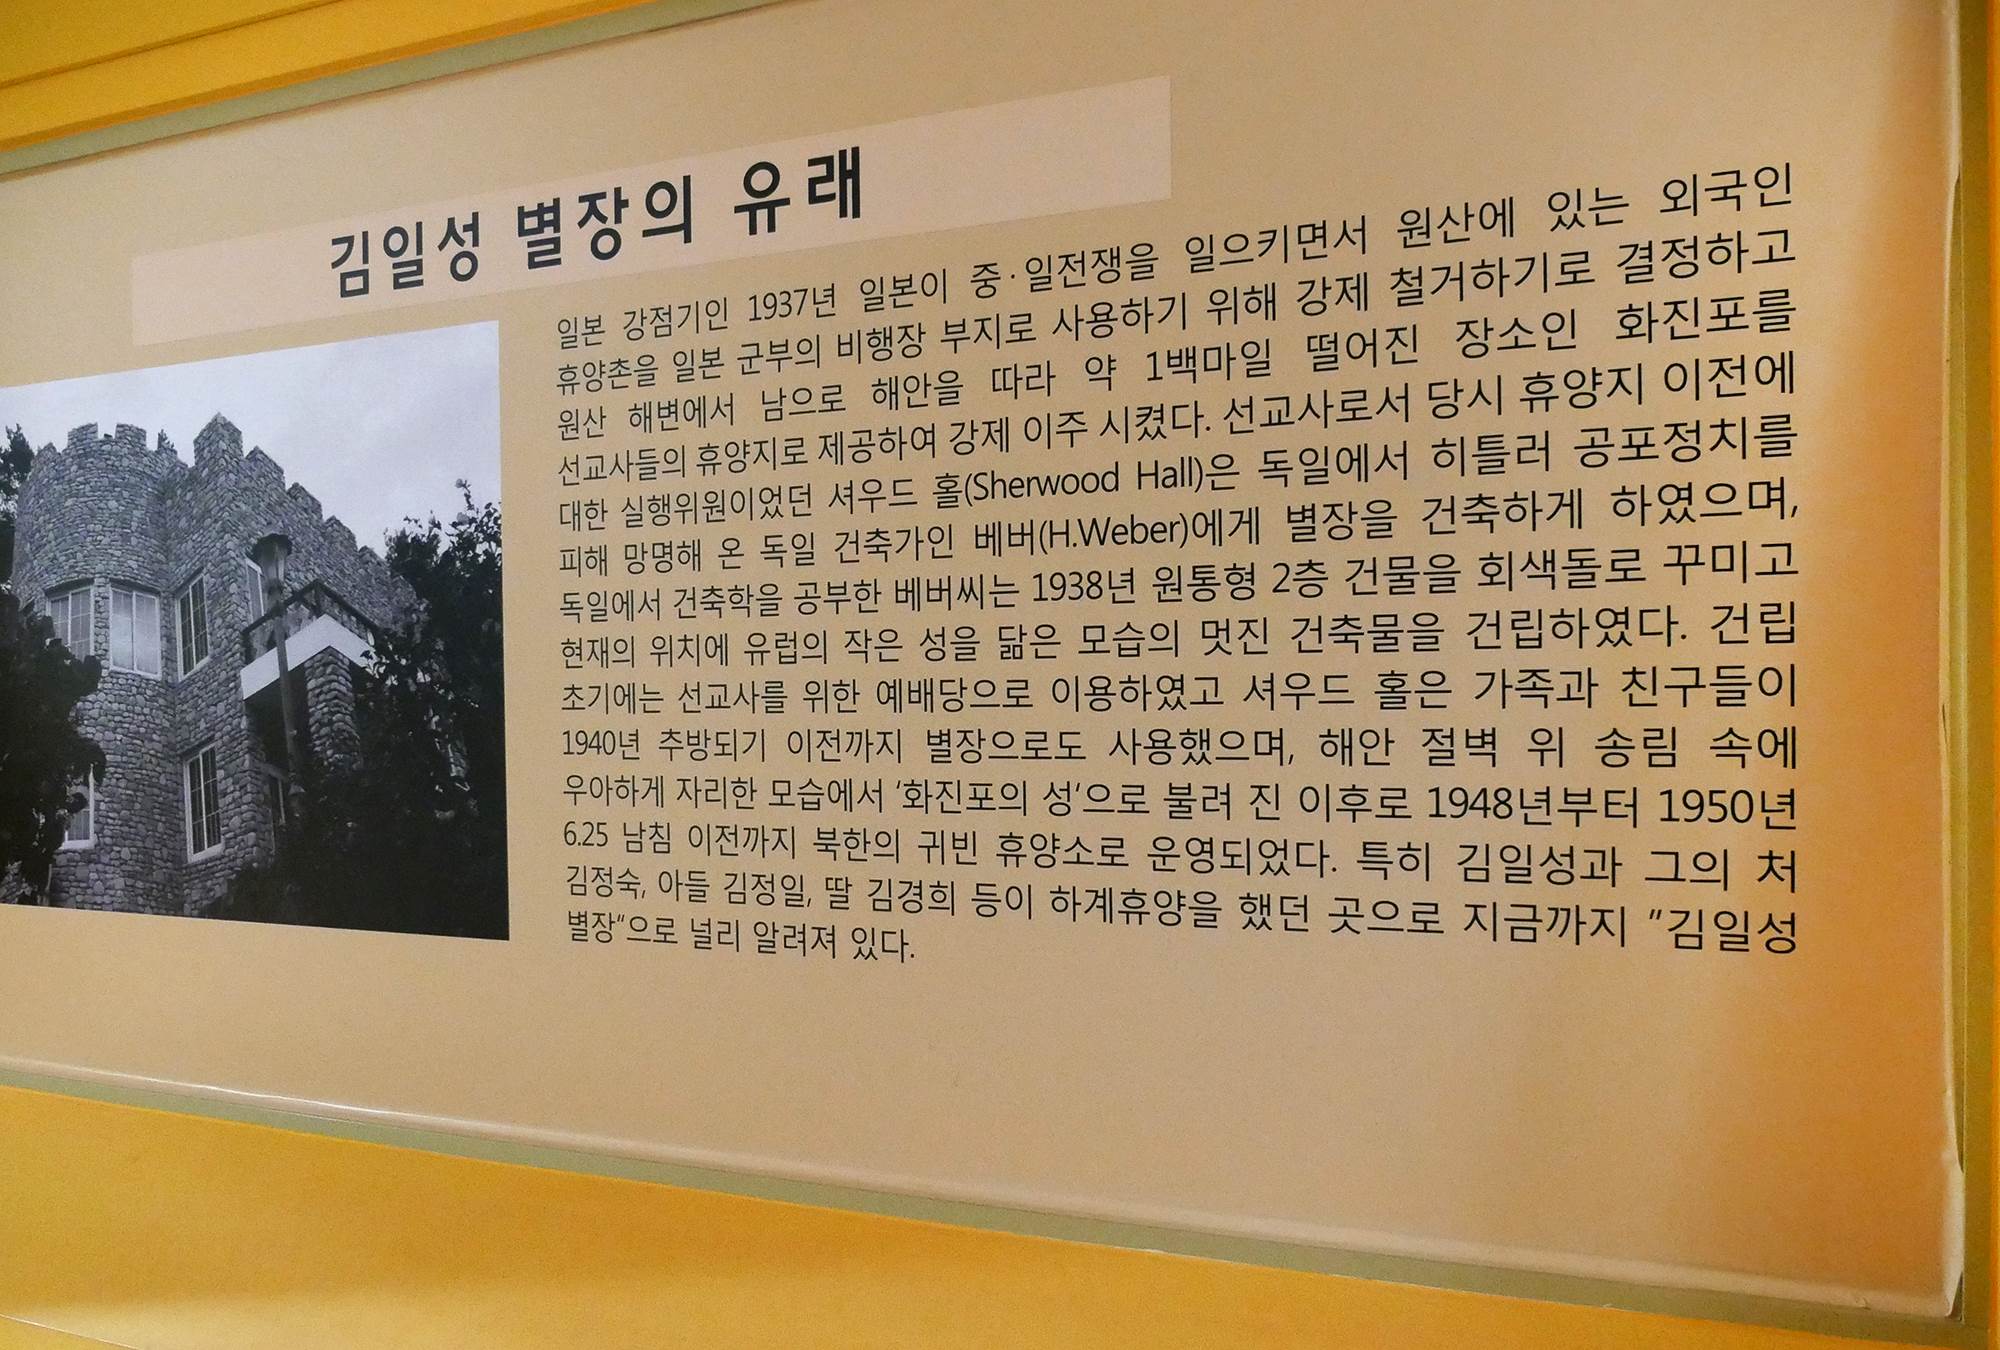 김일성 별장의 유래
일본 강점기인 1937년 일본이 중·일전쟁을 일으키면서 원산에 있는 외국인
휴양촌을 일본 군부의 비행장 부지로 사용하기 위해 강제 철거하기로 결정하고
원산 해변에서 남으로 해안을 따라 약 1백마일 떨어진 장소인 화진포를
선교사들의 휴양지로 제공하여 강제 이주 시켰다. 선교사로서 당시 휴양지 이전에
대한 실행위원이었던 셔우드 홀(Sherwood Hall)은 독일에서 히틀러 공포정치를
피해 망명해 온 독일 건축가인 베버(H.Weber)에게 별장을 건축하게 하였으며,
독일에서 건축학을 공부한 베버씨는 1938년 원통형 2층 건물을 회색돌로 꾸미고
현재의 위치에 유럽의 작은 성을 닮은 모습의 멋진 건축물을 건립하였다. 건립
초기에는 선교사를 위한 예배당으로 이용하였고 셔우드 홀은 가족과 친구들이
1940년 추방되기 이전까지 별장으로도 사용했으며, 해안 절벽 위 송림 속에
우아하게 자리한 모습에서 '화진포의 성'으로 불려 진 이후로 1948년부터 1950년
6.25 남침 이전까지 북한의 귀빈 휴양소로 운영되었다. 특히 김일성과 그의 처
김정숙, 아들 김정일, 딸 김경희 등이 하계휴양을 했던 곳으로 지금까지 "김일성
별장"으로 널리 알려져 있다.